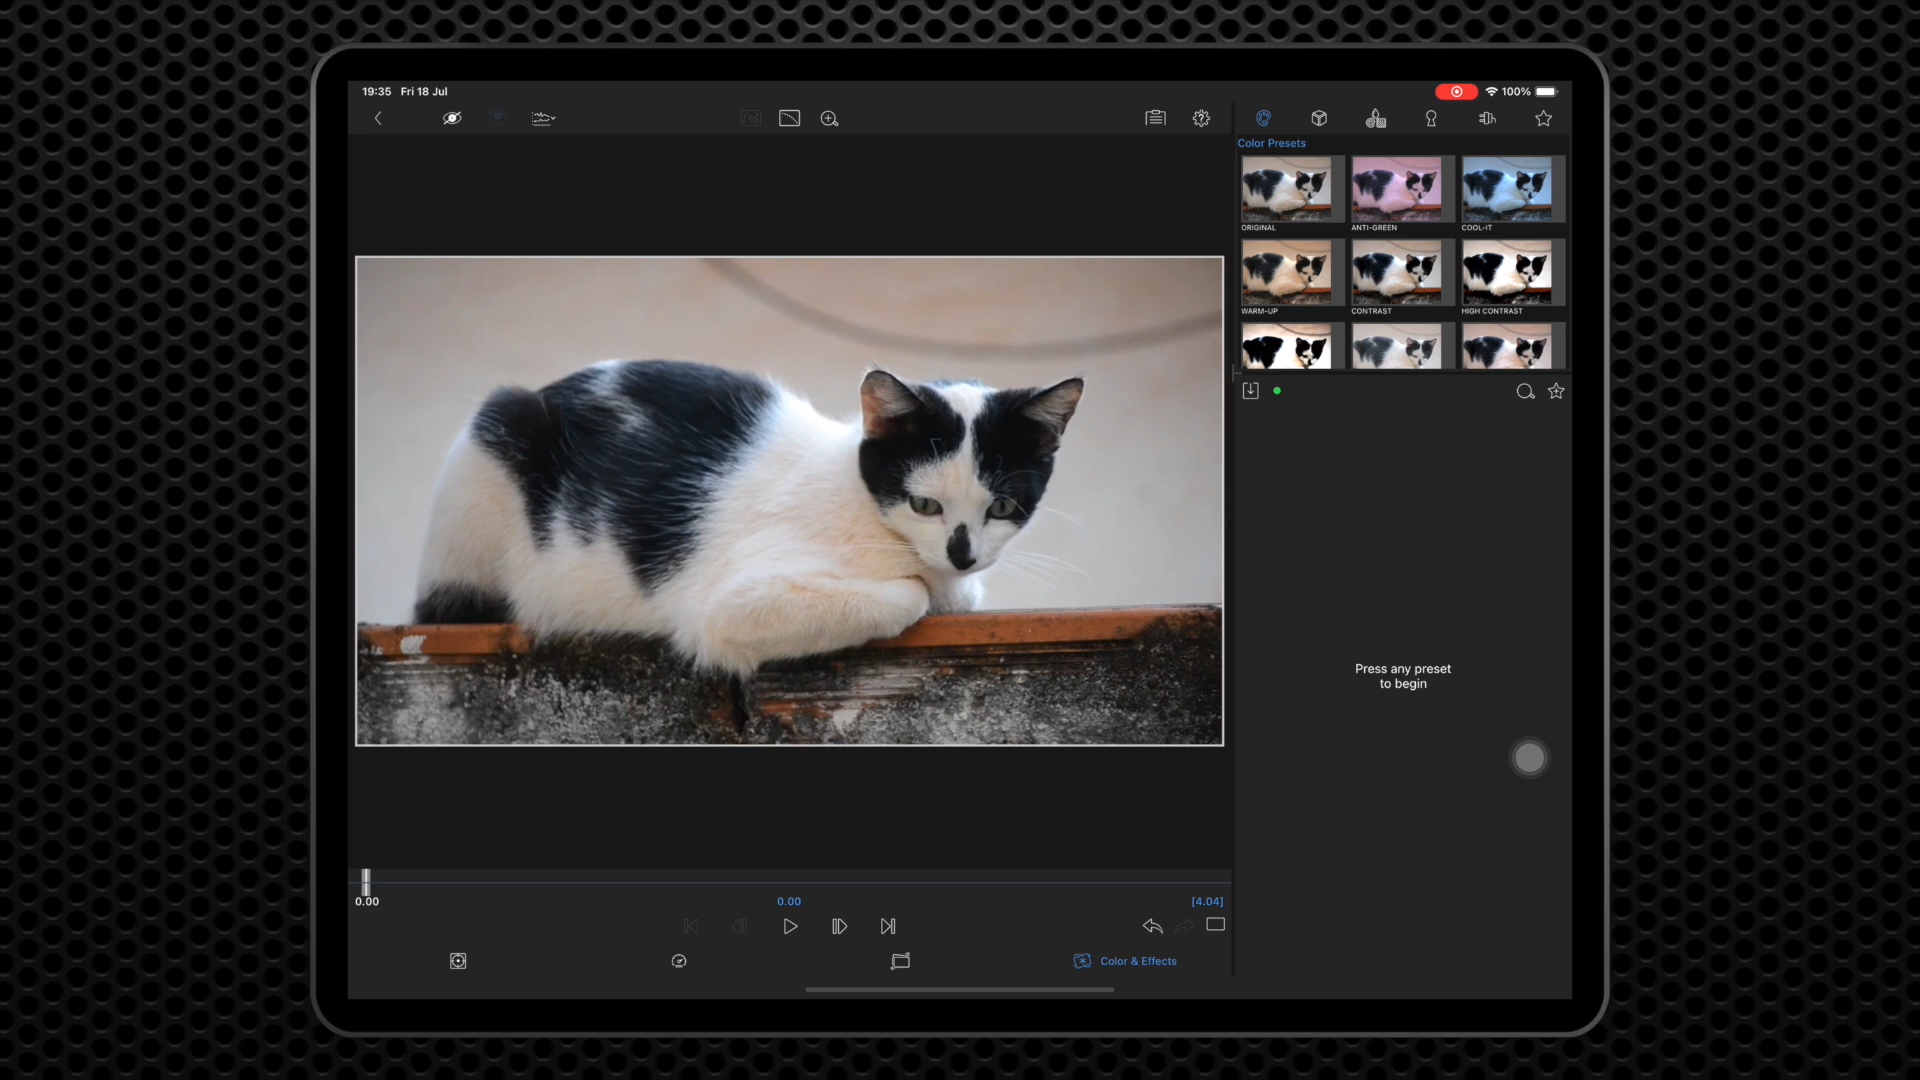 19:35 Fri 18 Jul
100%
Color Presets
ORIGINAL
ANTI-GREEN
COOL-IT
WARM-UP
CONTRAST
HIGH CONTRAST
Press any preset
to begin
0.00
0.00
[4.04]
Color & Effects